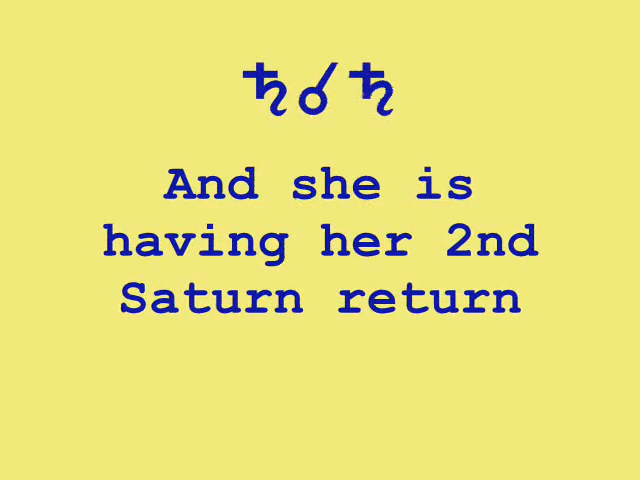 ♄☌♄
And she is
having her 2nd
Saturn return